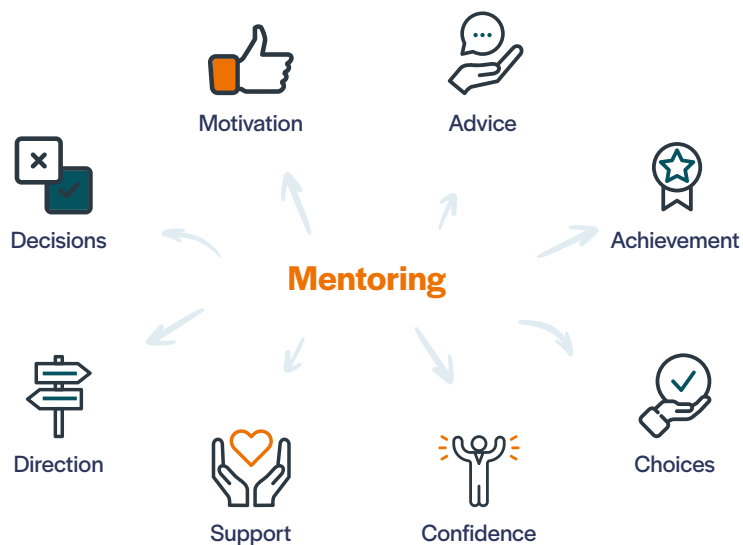 Motivation
Advice
Decisions
Achievement
Mentoring
Direction
Choices
Support
Confidence